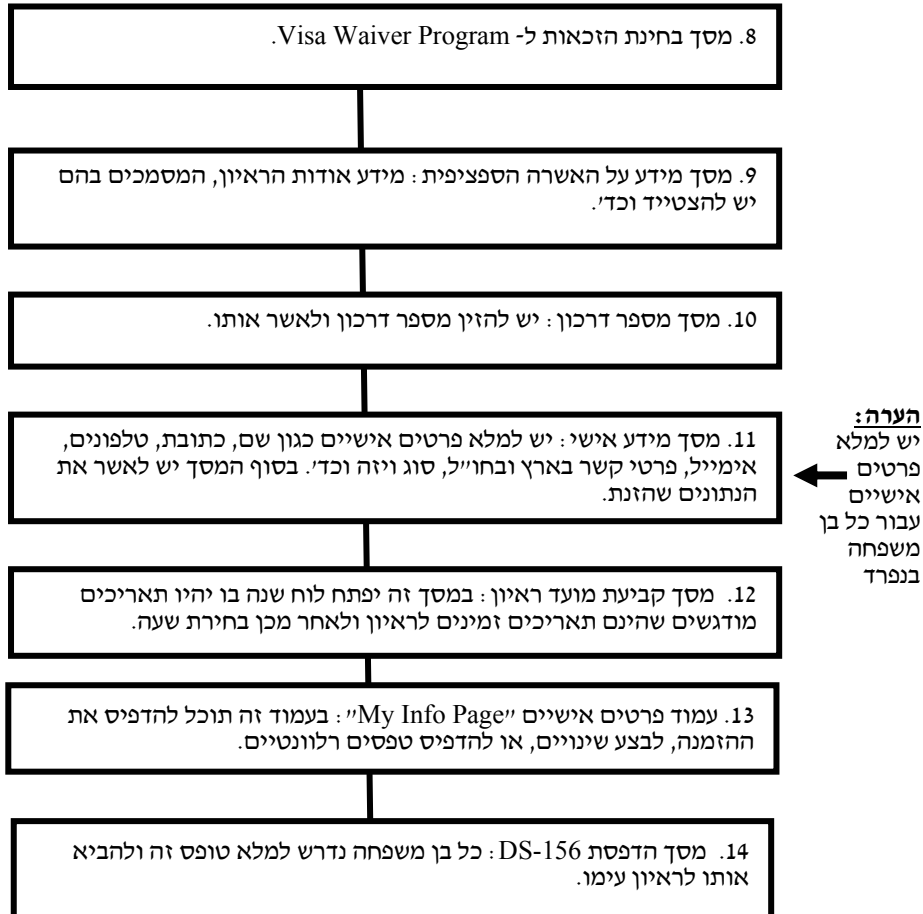 8. מסך בחינת הזכאות ל- Visa Waiver Program.
9. מסך מידע על האשרה הספציפית : מידע אודות הראיון, המסמכים בהם
יש להצטייד וכד׳.
10. מסך מספר דרכון : יש להזין מספר דרכון ולאשר אותו.
11. מסך מידע אישי : יש למלא פרטים אישיים כגון שם, כתובת, טלפונים,
אימייל, פרטי קשר בארץ ובחו״ל, סוג ויזה וכד׳. בסוף המסך יש לאשר את
הנתונים שהזנת.
הערה:
יש למלא
פרטים
אישיים
עבור כל בן
משפחה
בנפרד
12. מסך קביעת מועד ראיון : במסך זה יפתח לוח שנה בו יהיו תאריכים
מודגשים שהינם תאריכים זמינים לראיון ולאחר מכן בחירת שעה.
13. עמוד פרטים אישיים ״My Info Page״ : בעמוד זה תוכל להדפיס את
ההזמנה, לבצע שינויים, או להדפיס טפסים רלוונטיים.
14. מסך הדפסת DS-156 : כל בן משפחה נדרש למלא טופס זה ולהביא
אותו לראיון עימו.